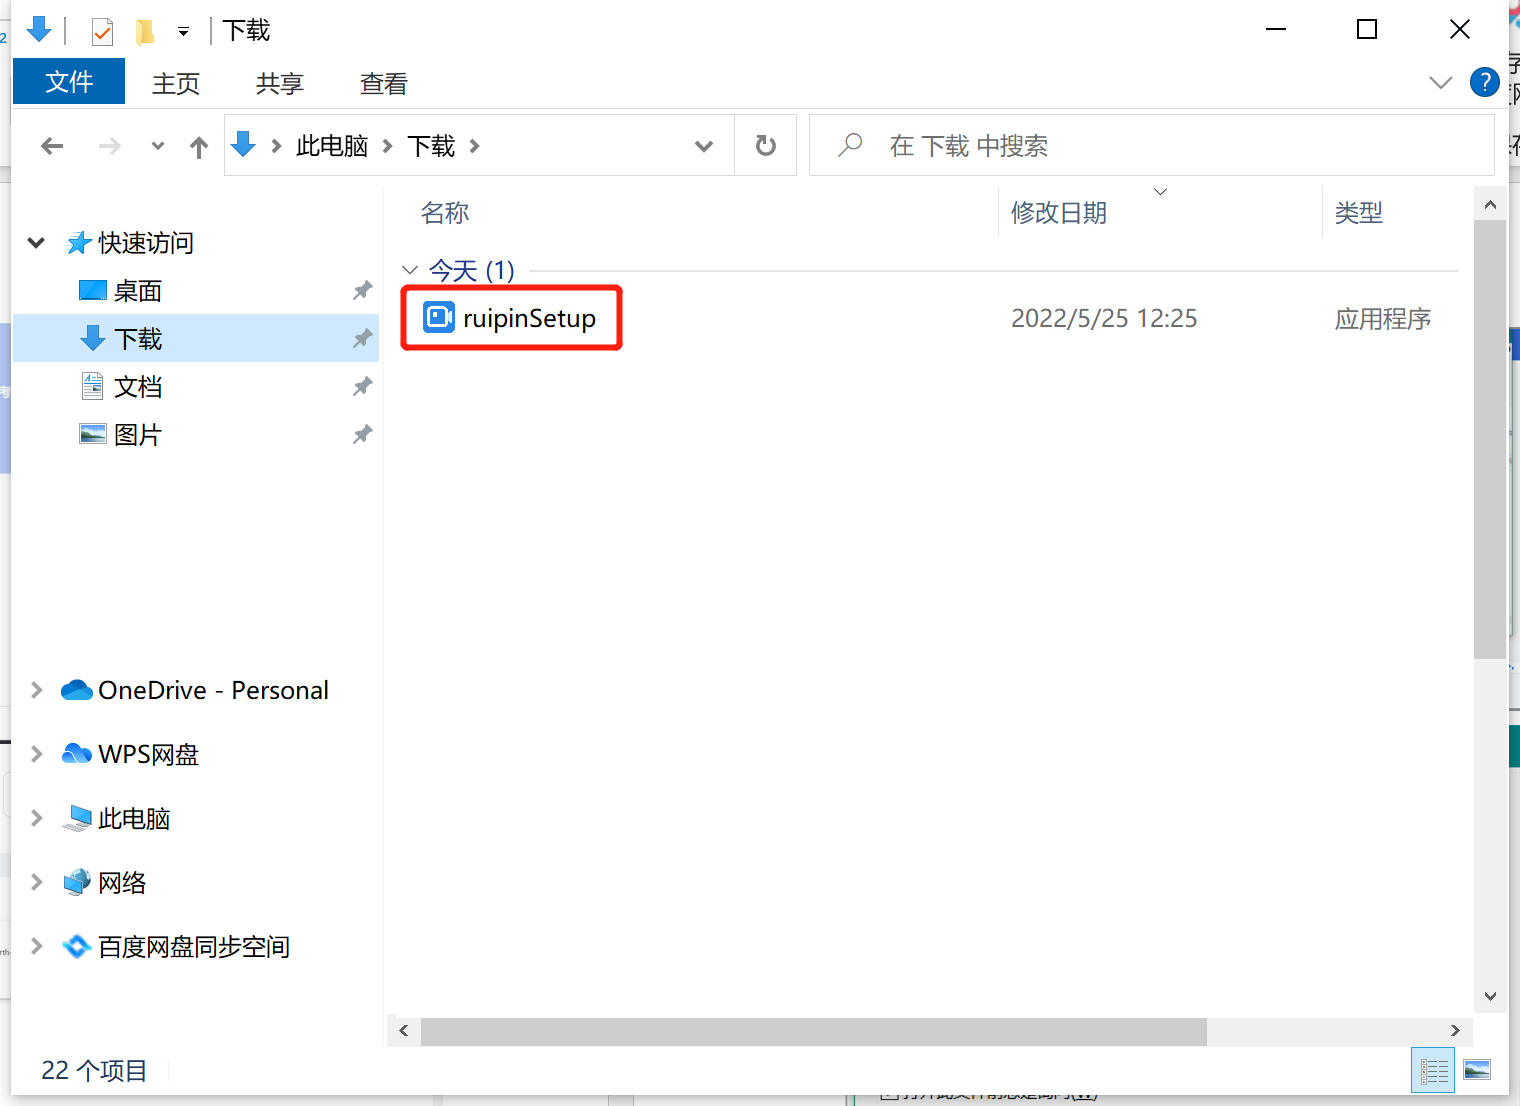 下载
文件 主页 共享 查看
此电脑 下载 在 下载 中搜索
名称 修改日期 类型
快速访问
今天 (1)
桌面
ruipinSetup 2022/5/25 12:25 应用程序
下载
文档
图片
OneDrive - Personal
WPS网盘
此电脑
网络
百度网盘同步空间
22 个项目